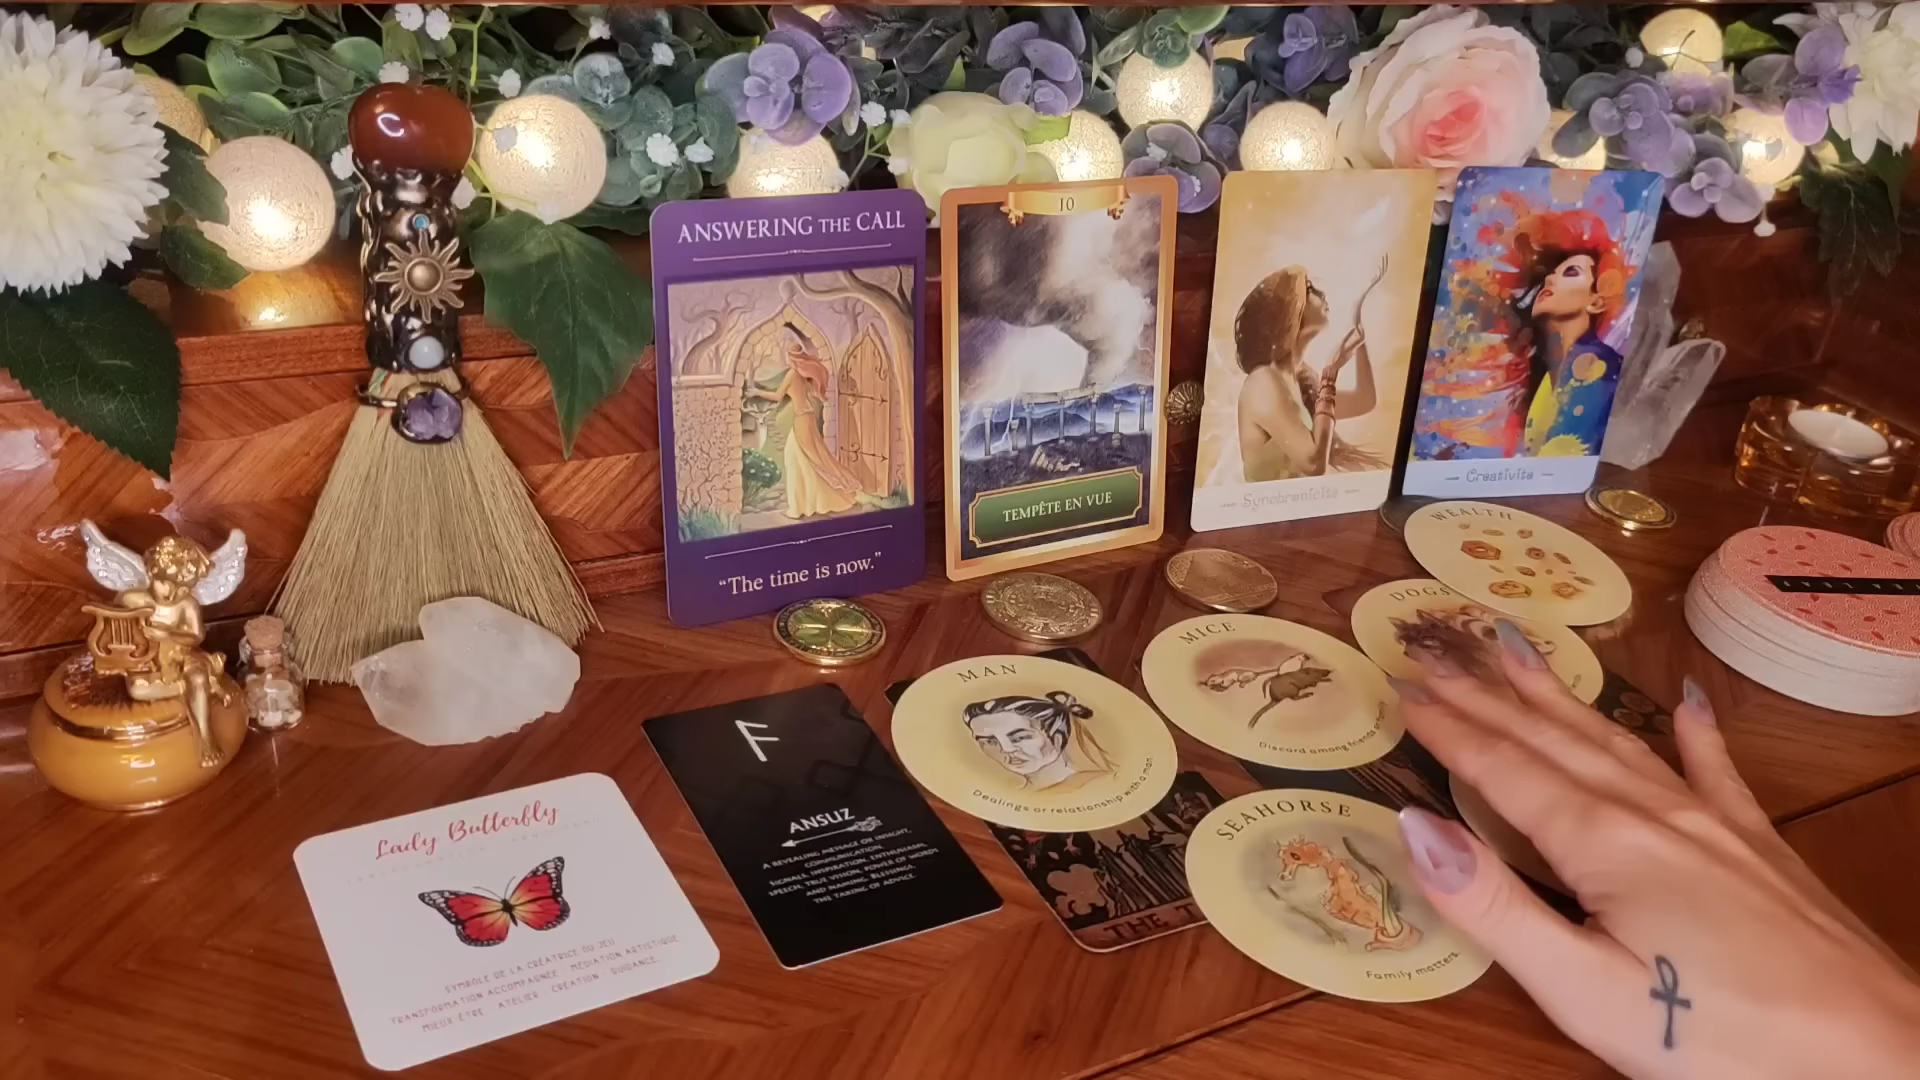 ANSWERING THE CALL
"The time is now."
10
TEMPÊTE EN VUE
Synchronicité
Créativité
WEALTH
DOGS
MICE
Discord among friends or family
MAN
Dealings or relationship with a man
SEAHORSE
Family matters
THE T
ANSUZ
A REVEALING MESSAGE OR INSIGHT,
COMMUNICATION.
SIGNALS, INSPIRATION, ENTHUSIASM,
SPEECH, TRUE VISION, POWER OF WORDS
AND NAMING. BLESSINGS,
THE TAKING OF ADVICE.
Lady Butterfly
SYMBÔLE DE LA CRÉATRICE DU JEU
TRANSFORMATION ACCOMPAGNÉE MÉDIATION ARTISTIQUE
MIEUX-ÊTRE ATELIER CRÉATION GUIDANCE